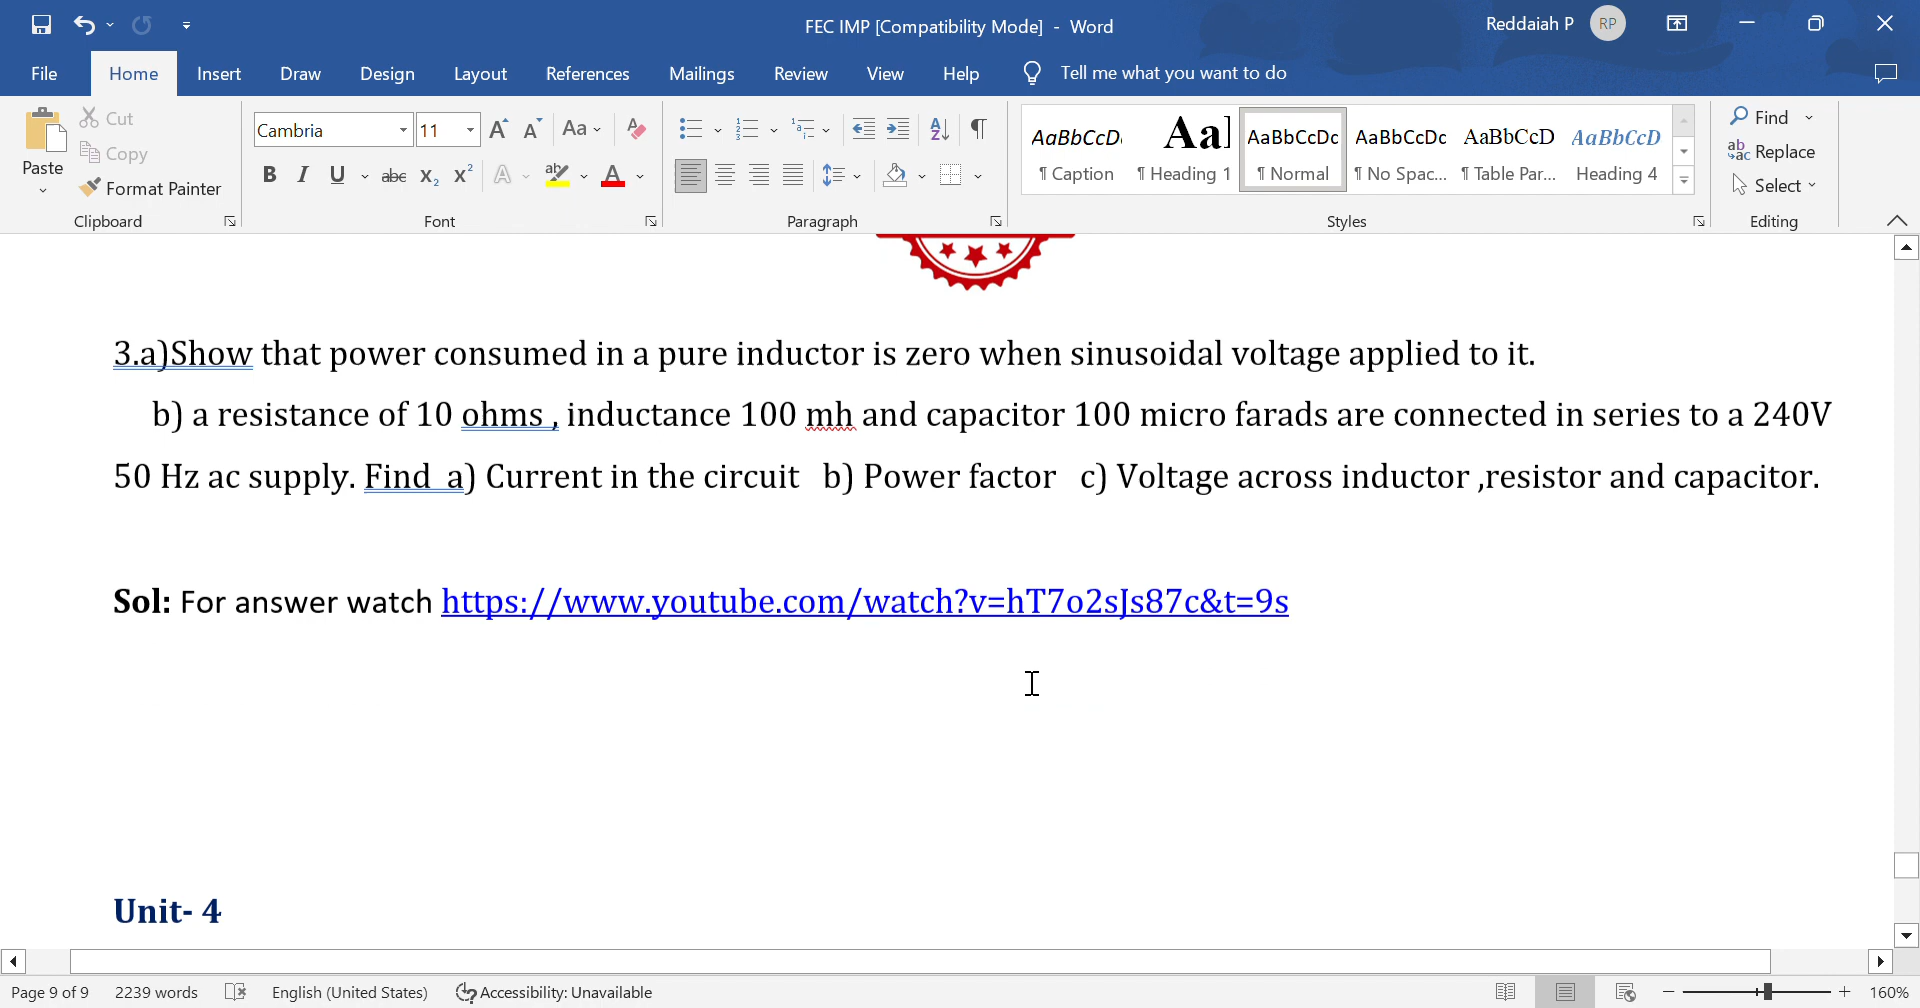 FEC IMP [Compatibility Mode] - Word
Reddaiah P RP
File Home Insert Draw Design Layout References Mailings Review View Help Tell me what you want to do
Paste
Cut
Copy
Format Painter
Clipboard
Cambria 11
Font
Paragraph
AaBbCcD AaI AaBbCcDc AaBbCcDc AaBbCcD AaBbCcD
¶ Caption ¶ Heading 1 ¶ Normal ¶ No Spac... ¶ Table Par... Heading 4
Styles
Find
Replace
Select
Editing
3.a)Show that power consumed in a pure inductor is zero when sinusoidal voltage applied to it.
b) a resistance of 10 ohms , inductance 100 mh and capacitor 100 micro farads are connected in series to a 240V
50 Hz ac supply. Find a) Current in the circuit b) Power factor c) Voltage across inductor ,resistor and capacitor.
Sol: For answer watch https://www.youtube.com/watch?v=hT7o2sJs87c&t=9s
Unit- 4
Page 9 of 9 2239 words English (United States) Accessibility: Unavailable 160%